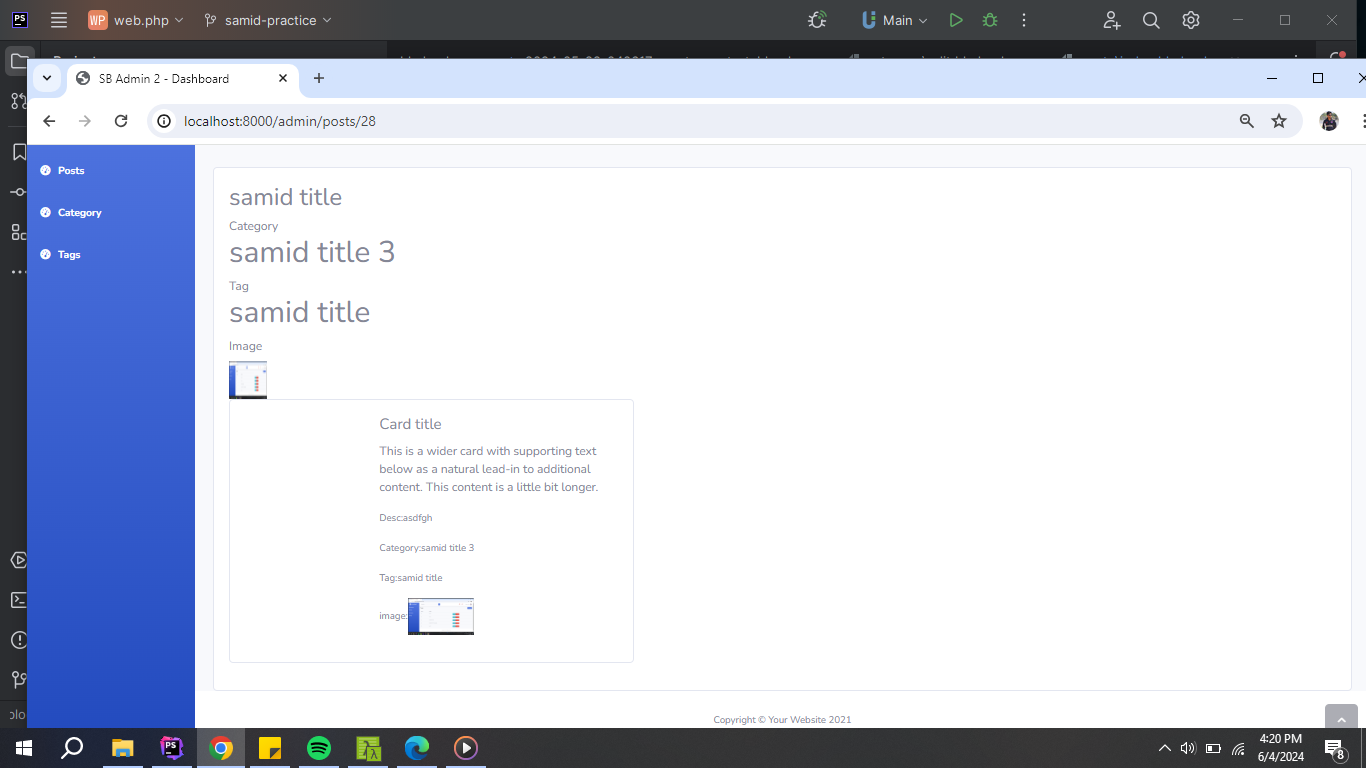 PS
WP
web.php
samid-practice
Main
SB Admin 2 - Dashboard
localhost:8000/admin/posts/28
Posts
Category
Tags
samid title
Category
samid title 3
Tag
samid title
Image
Card title
This is a wider card with supporting text
below as a natural lead-in to additional
content. This content is a little bit longer.
Desc:asdfgh
Category:samid title 3
Tag:samid title
image:
Copyright © Your Website 2021
PS
4:20 PM
6/4/2024
8